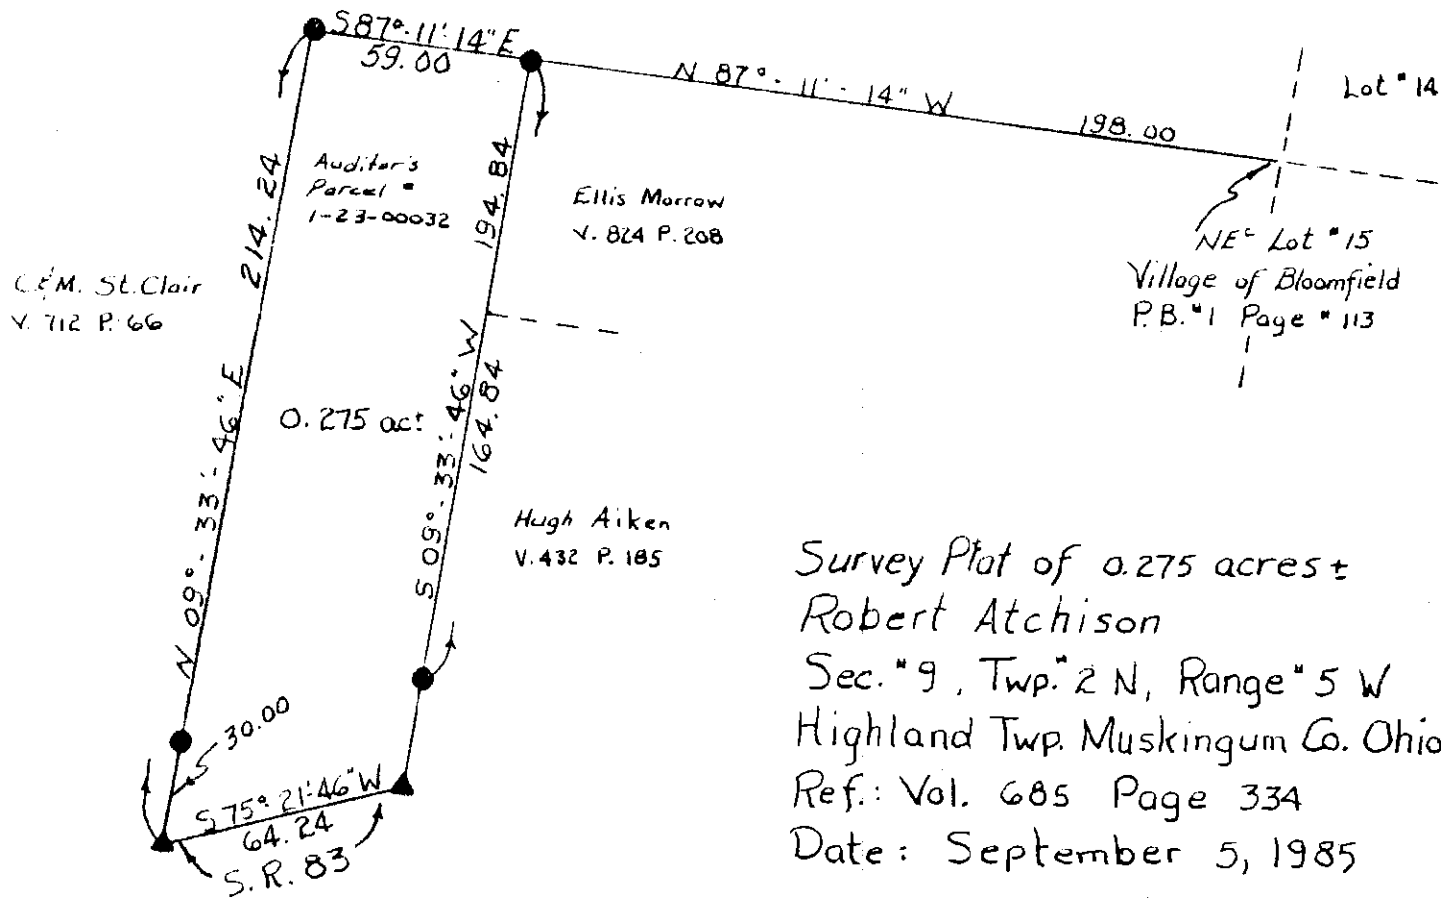 S 87°-11'-14" E
59.00
N 87°-11'-14" W
198.00
Lot #14
214.24
Auditor's
Parcel #
1-23-00032
194.84
Ellis Morrow
V. 824 P. 208
NE^c Lot #15
Village of Bloomfield
P.B. #1 Page #113
C.&M. St.Clair
V. 712 P. 66
N 09°-33'-46" E
0.275 ac±
S 09°-33'-46" W
164.84
Hugh Aiken
V. 432 P. 185
30.00
S 75°-21'-46" W
64.24
S.R. 83
Survey Plat of 0.275 acres ±
Robert Atchison
Sec. #9, Twp. #2 N, Range #5 W
Highland Twp. Muskingum Co. Ohio
Ref.: Vol. 685 Page 334
Date: September 5, 1985